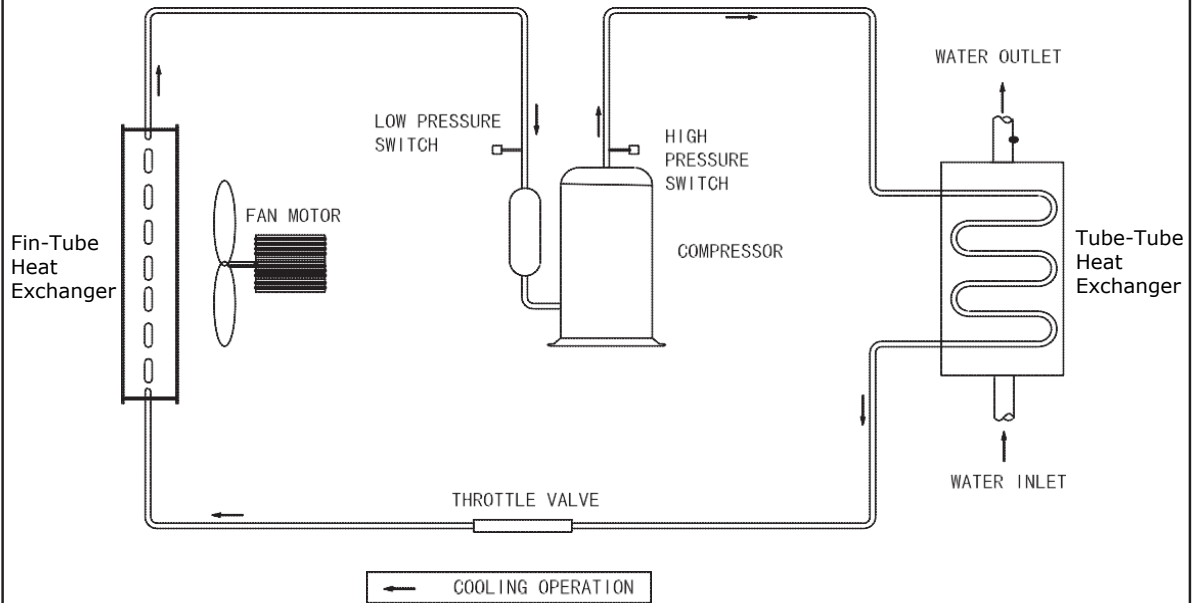 WATER OUTLET
LOW PRESSURE
SWITCH
HIGH
PRESSURE
SWITCH
FAN MOTOR
Fin-Tube
Heat
Exchanger
COMPRESSOR
Tube-Tube
Heat
Exchanger
WATER INLET
THROTTLE VALVE
COOLING OPERATION